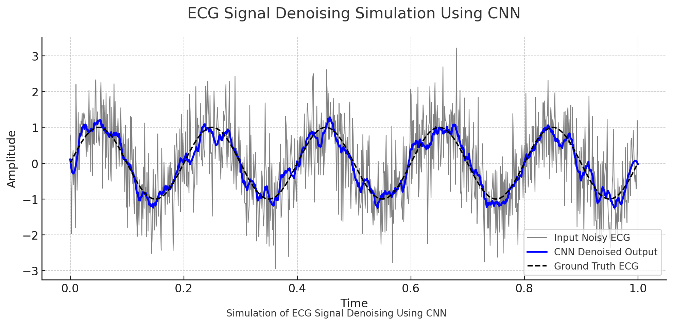 ECG Signal Denoising Simulation Using CNN
3
2
1
0
−1
−2
−3
Amplitude
Input Noisy ECG
CNN Denoised Output
Ground Truth ECG
0.0 0.2 0.4 0.6 0.8 1.0
Time
Simulation of ECG Signal Denoising Using CNN